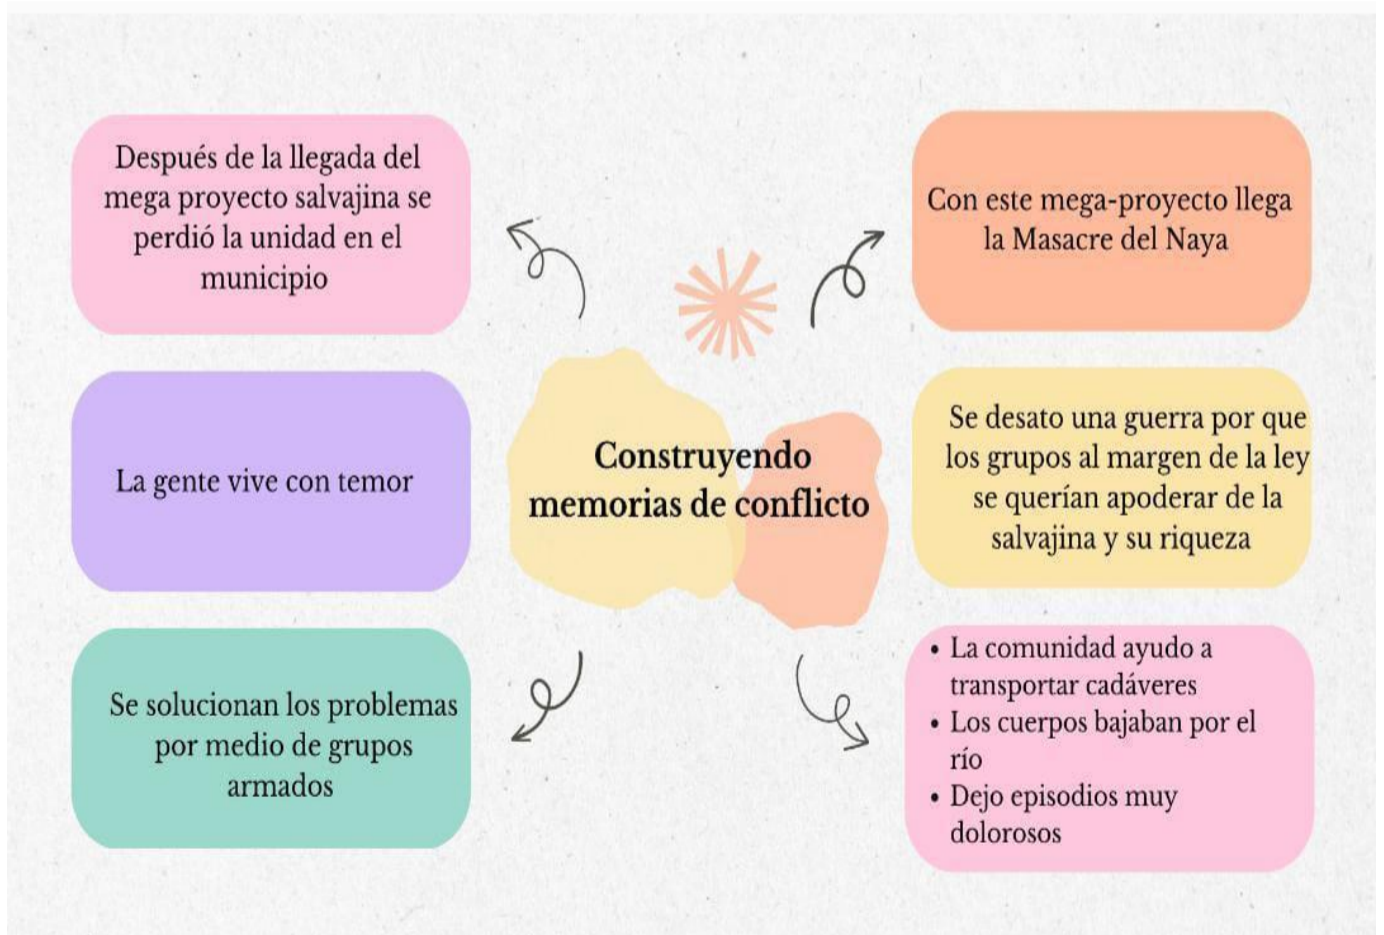 Después de la llegada del
mega proyecto salvajina se
perdió la unidad en el
municipio
La gente vive con temor
Se solucionan los problemas
por medio de grupos
armados
Construyendo
memorias de conflicto
Con este mega-proyecto llega
la Masacre del Naya
Se desato una guerra por que
los grupos al margen de la ley
se querían apoderar de la
salvajina y su riqueza
• La comunidad ayudo a
transportar cadáveres
• Los cuerpos bajaban por el
río
• Dejo episodios muy
dolorosos